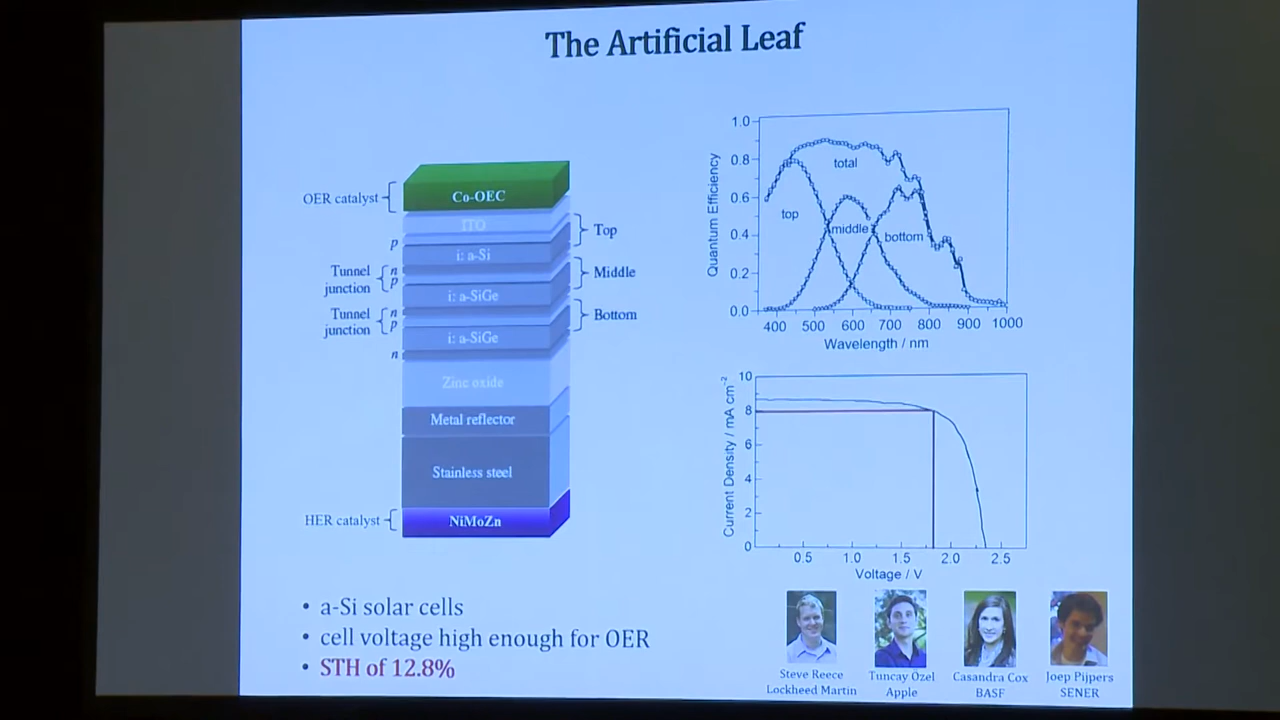 The Artificial Leaf
OER catalyst
Co-OEC
ITO
p
i: a-Si
Top
Tunnel
junction
n
p
Middle
i: a-SiGe
Tunnel
junction
n
p
Bottom
i: a-SiGe
n
Zinc oxide
Metal reflector
Stainless steel
HER catalyst
NiMoZn
Quantum Efficiency
1.0
0.8
0.6
0.4
0.2
0.0
total
top
middle
bottom
400 500 600 700 800 900 1000
Wavelength / nm
Current Density / mA cm⁻²
10
8
6
4
2
0
0.5 1.0 1.5 2.0 2.5
Voltage / V
• a-Si solar cells
• cell voltage high enough for OER
• STH of 12.8%
Steve Reece
Lockheed Martin
Tuncay Özel
Apple
Casandra Cox
BASF
Joep Pijpers
SENER